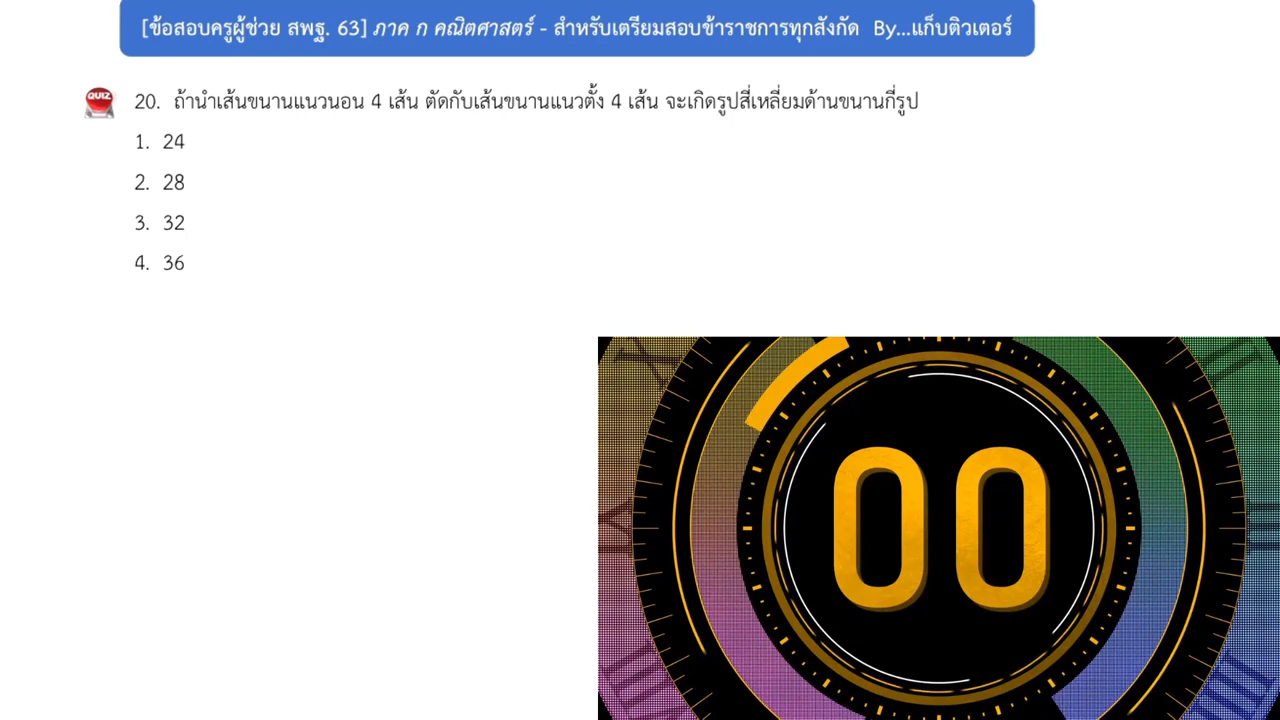 [ข้อสอบครูผู้ช่วย สพฐ. 63] ภาค ก คณิตศาสตร์ - สำหรับเตรียมสอบข้าราชการทุกสังกัด By...แก็บติวเตอร์
QUIZ 20. ถ้านำเส้นขนานแนวนอน 4 เส้น ตัดกับเส้นขนานแนวตั้ง 4 เส้น จะเกิดรูปสี่เหลี่ยมด้านขนานกี่รูป
1. 24
2. 28
3. 32
4. 36
00